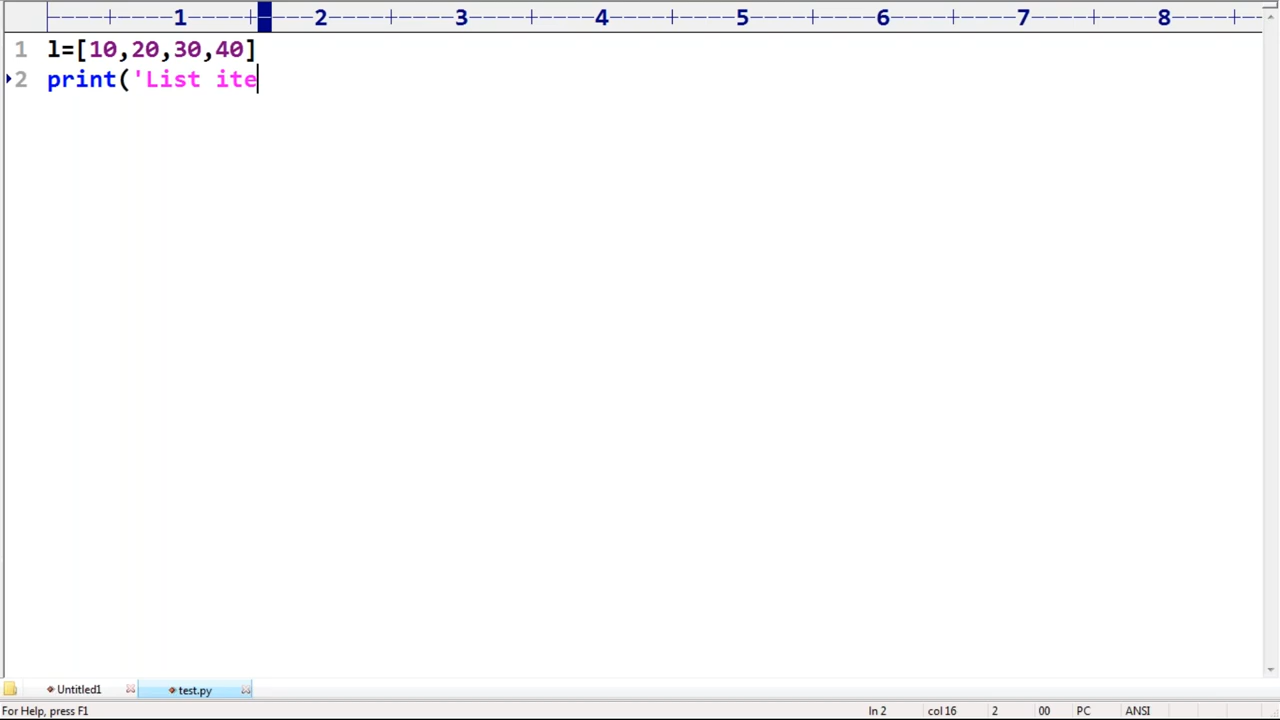 1 2 3 4 5 6 7 8
1 l=[10,20,30,40]
2 print('List ite
Untitled1 test.py
For Help, press F1 ln 2 col 16 2 00 PC ANSI